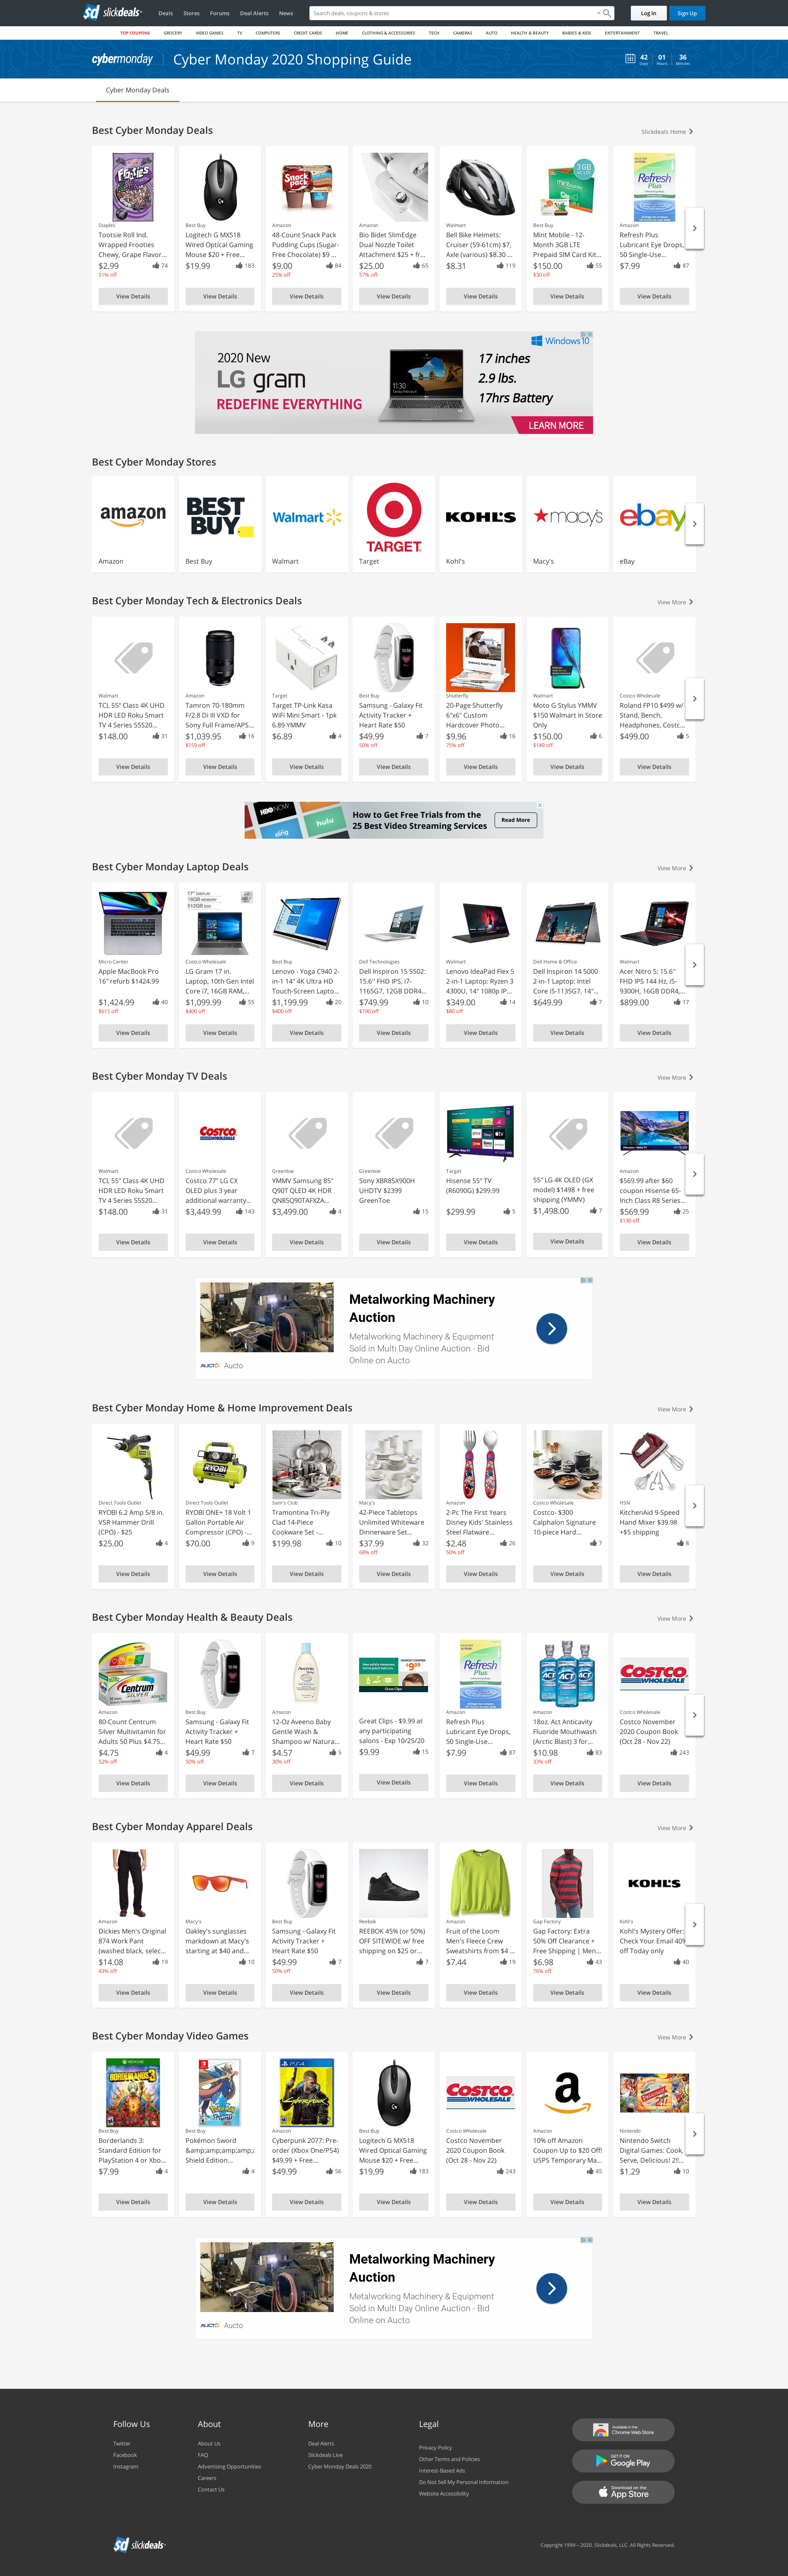 slickdeals
Deals Stores Forums Deal Alerts News
Search deals, coupons & stores
Log In Sign Up
TOP COUPONS GROCERY VIDEO GAMES TV COMPUTERS CREDIT CARDS HOME CLOTHING & ACCESSORIES TECH CAMERAS AUTO HEALTH & BEAUTY BABIES & KIDS ENTERTAINMENT TRAVEL
cybermonday Cyber Monday 2020 Shopping Guide
42 Days 01 Hours 36 Minutes
Cyber Monday Deals
Best Cyber Monday Deals
Slickdeals Home
Staples
Tootsie Roll Ind.
Wrapped Frooties
Chewy, Grape Flavor...
$2.99 74
51% off
View Details
Best Buy
Logitech G MX518
Wired Optical Gaming
Mouse $20 + Free...
$19.99 183
View Details
Amazon
48-Count Snack Pack
Pudding Cups (Sugar-
Free Chocolate) $9 ...
$9.00 84
25% off
View Details
Amazon
Bio Bidet SlimEdge
Dual Nozzle Toilet
Attachment $25 + fr...
$25.00 65
57% off
View Details
Walmart
Bell Bike Helmets:
Cruiser (59-61cm) $7,
Axle (various) $8.30 ...
$8.31 119
View Details
Best Buy
Mint Mobile - 12-
Month 3GB LTE
Prepaid SIM Card Kit...
$150.00 55
$30 off
View Details
Amazon
Refresh Plus
Lubricant Eye Drops,
50 Single-Use...
$7.99 87
View Details
2020 New
LG gram
REDEFINE EVERYTHING
11:30
Windows10
17 inches
2.9 lbs.
17hrs Battery
LEARN MORE
Best Cyber Monday Stores
amazon
Amazon
BEST
BUY
Best Buy
Walmart
Walmart
TARGET
Target
KOHL'S
Kohl's
macy's
Macy's
ebay
eBay
Best Cyber Monday Tech & Electronics Deals
View More
Walmart
TCL 55" Class 4K UHD
HDR LED Roku Smart
TV 4 Series 55S20...
$148.00 31
View Details
Amazon
Tamron 70-180mm
F/2.8 Di III VXD for
Sony Full Frame/APS...
$1,039.95 16
$159 off
View Details
Target
Target TP-Link Kasa
WiFi Mini Smart - 1pk
6.89 YMMV
$6.89 4
View Details
Best Buy
Samsung - Galaxy Fit
Activity Tracker +
Heart Rate $50
$49.99 7
50% off
View Details
Shutterfly
20-Page Shutterfly
6"x6" Custom
Hardcover Photo...
$9.96 16
75% off
View Details
Walmart
Moto G Stylus YMMV
$150 Walmart In Store
Only
$150.00 6
$149 off
View Details
Costco Wholesale
Roland FP10 $499 w/
Stand, Bench,
Headphones, Costc...
$499.00 5
View Details
HBO NOW
sling
hulu
How to Get Free Trials from the
25 Best Video Streaming Services
Read More
Best Cyber Monday Laptop Deals
View More
Micro Center
Apple MacBook Pro
16" refurb $1424.99
$1,424.99 40
$615 off
View Details
17" DISPLAY
16GB MEMORY
512GB SSD
Costco Wholesale
LG Gram 17 in.
Laptop, 10th Gen Intel
Core i7, 16GB RAM,...
$1,099.99 55
$400 off
View Details
Best Buy
Lenovo - Yoga C940 2-
in-1 14" 4K Ultra HD
Touch-Screen Lapto...
$1,199.99 20
$400 off
View Details
Dell Technologies
Dell Inspiron 15 5502:
15.6'' FHD IPS, i7-
1165G7, 12GB DDR4...
$749.99 10
$190 off
View Details
Walmart
Lenovo IdeaPad Flex 5
2-in-1 Laptop: Ryzen 3
4300U, 14'' 1080p IP...
$349.00 14
$80 off
View Details
Dell Home & Office
Dell Inspiron 14 5000
2-in-1 Laptop: Intel
Core i5-1135G7, 14"...
$649.99 7
View Details
Walmart
Acer Nitro 5: 15.6''
FHD IPS 144 Hz, i5-
9300H, 16GB DDR4,...
$899.00 17
View Details
Best Cyber Monday TV Deals
View More
Walmart
TCL 55" Class 4K UHD
HDR LED Roku Smart
TV 4 Series 55S20...
$148.00 31
View Details
COSTCO
WHOLESALE
Costco Wholesale
Costco 77" LG CX
OLED plus 3 year
additional warranty...
$3,449.99 143
View Details
Greentoe
YMMV Samsung 85"
Q90T QLED 4K HDR
QN85Q90TAFXZA...
$3,499.00 4
View Details
Greentoe
Sony XBR85X900H
UHDTV $2399
GreenToe
15
View Details
Target
Hisense 55" TV
(R6090G) $299.99
$299.99 5
View Details
55" LG 4K OLED (GX
model) $1498 + free
shipping (YMMV)
$1,498.00 7
View Details
Amazon
$569.99 after $60
coupon Hisense 65-
Inch Class R8 Series...
$569.99 25
$130 off
View Details
Metalworking Machinery
Auction
Metalworking Machinery & Equipment
Sold in Multi Day Online Auction - Bid
Online on Aucto
AUCTO Aucto
Best Cyber Monday Home & Home Improvement Deals
View More
Direct Tools Outlet
RYOBI 6.2 Amp 5/8 in.
VSR Hammer Drill
(CPO) - $25
$25.00 4
View Details
RYOBI
Direct Tools Outlet
RYOBI ONE+ 18 Volt 1
Gallon Portable Air
Compressor (CPO) -...
$70.00 9
View Details
Sam's Club
Tramontina Tri-Ply
Clad 14-Piece
Cookware Set -...
$199.98 10
View Details
Macy's
42-Piece Tabletops
Unlimited Whiteware
Dinnerware Set...
$37.99 32
68% off
View Details
Amazon
2-Pc The First Years
Disney Kids' Stainless
Steel Flatware...
$2.48 26
50% off
View Details
Costco Wholesale
Costco- $300
Calphalon Signature
10-piece Hard...
7
View Details
HSN
KitchenAid 9-Speed
Hand Mixer $39.98
+$5 shipping
8
View Details
Best Cyber Monday Health & Beauty Deals
View More
Centrum
SILVER
Amazon
80-Count Centrum
Silver Multivitamin for
Adults 50 Plus $4.75...
$4.75 4
52% off
View Details
Best Buy
Samsung - Galaxy Fit
Activity Tracker +
Heart Rate $50
$49.99 7
50% off
View Details
Aveeno
Baby
Amazon
12-Oz Aveeno Baby
Gentle Wash &
Shampoo w/ Natura...
$4.57 5
30% off
View Details
Great Clips - $9.99 at
any participating
salons - Exp 10/25/20
$9.99 15
View Details
Refresh
Plus
Amazon
Refresh Plus
Lubricant Eye Drops,
50 Single-Use...
$7.99 87
View Details
ACT
Amazon
18oz. Act Anticavity
Fluoride Mouthwash
(Arctic Blast) 3 for...
$10.98 83
33% off
View Details
COSTCO
WHOLESALE
Costco Wholesale
Costco November
2020 Coupon Book
(Oct 28 - Nov 22)
243
View Details
Best Cyber Monday Apparel Deals
View More
Amazon
Dickies Men's Original
874 Work Pant
(washed black, selec...
$14.08 19
43% off
View Details
Macy's
Oakley's sunglasses
markdown at Macy's
starting at $40 and...
10
View Details
Best Buy
Samsung - Galaxy Fit
Activity Tracker +
Heart Rate $50
$49.99 7
50% off
View Details
Reebok
REEBOK 45% (or 50%)
OFF SITEWIDE w/ free
shipping on $25 or...
7
View Details
Amazon
Fruit of the Loom
Men's Fleece Crew
Sweatshirts from $4 ...
$7.44 19
View Details
Gap Factory
Gap Factory: Extra
50% Off Clearance +
Free Shipping | Men...
$6.98 43
76% off
View Details
KOHL'S
Kohl's
Kohl's Mystery Offer:
Check Your Email 40%
off Today only
40
View Details
Best Cyber Monday Video Games
View More
BORDERLANDS 3
Best Buy
Borderlands 3:
Standard Edition for
PlayStation 4 or Xbo...
$7.99 4
View Details
Best Buy
Pokémon Sword
&amp;amp;amp;amp;a
Shield Edition...
4
View Details
PS4
Amazon
Cyberpunk 2077: Pre-
order (Xbox One/PS4)
$49.99 + Free...
$49.99 56
View Details
Best Buy
Logitech G MX518
Wired Optical Gaming
Mouse $20 + Free...
$19.99 183
View Details
COSTCO
WHOLESALE
Costco Wholesale
Costco November
2020 Coupon Book
(Oct 28 - Nov 22)
243
View Details
Amazon
10% off Amazon
Coupon Up to $20 Off!
USPS Temporary Ma...
45
View Details
Nintendo
Nintendo Switch
Digital Games: Cook,
Serve, Delicious! 2!!...
$1.29 10
View Details
Metalworking Machinery
Auction
Metalworking Machinery & Equipment
Sold in Multi Day Online Auction - Bid
Online on Aucto
AUCTO Aucto
Follow Us
Twitter
Facebook
Instagram
About
About Us
FAQ
Advertising Opportunities
Careers
Contact Us
More
Deal Alerts
Slickdeals Live
Cyber Monday Deals 2020
Legal
Privacy Policy
Other Terms and Policies
Interest-Based Ads
Do Not Sell My Personal Information
Website Accessibility
Available in the
Chrome Web Store
GET IT ON
Google Play
Download on the
App Store
slickdeals
Copyright 1999 - 2020. Slickdeals, LLC. All Rights Reserved.